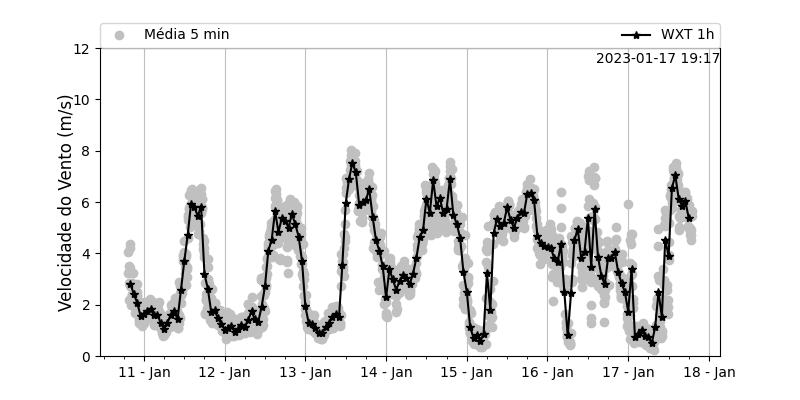 Média 5 min
WXT 1h
2023-01-17 19:17
Velocidade do Vento (m/s)
12
10
8
6
4
2
0
11 - Jan 12 - Jan 13 - Jan 14 - Jan 15 - Jan 16 - Jan 17 - Jan 18 - Jan